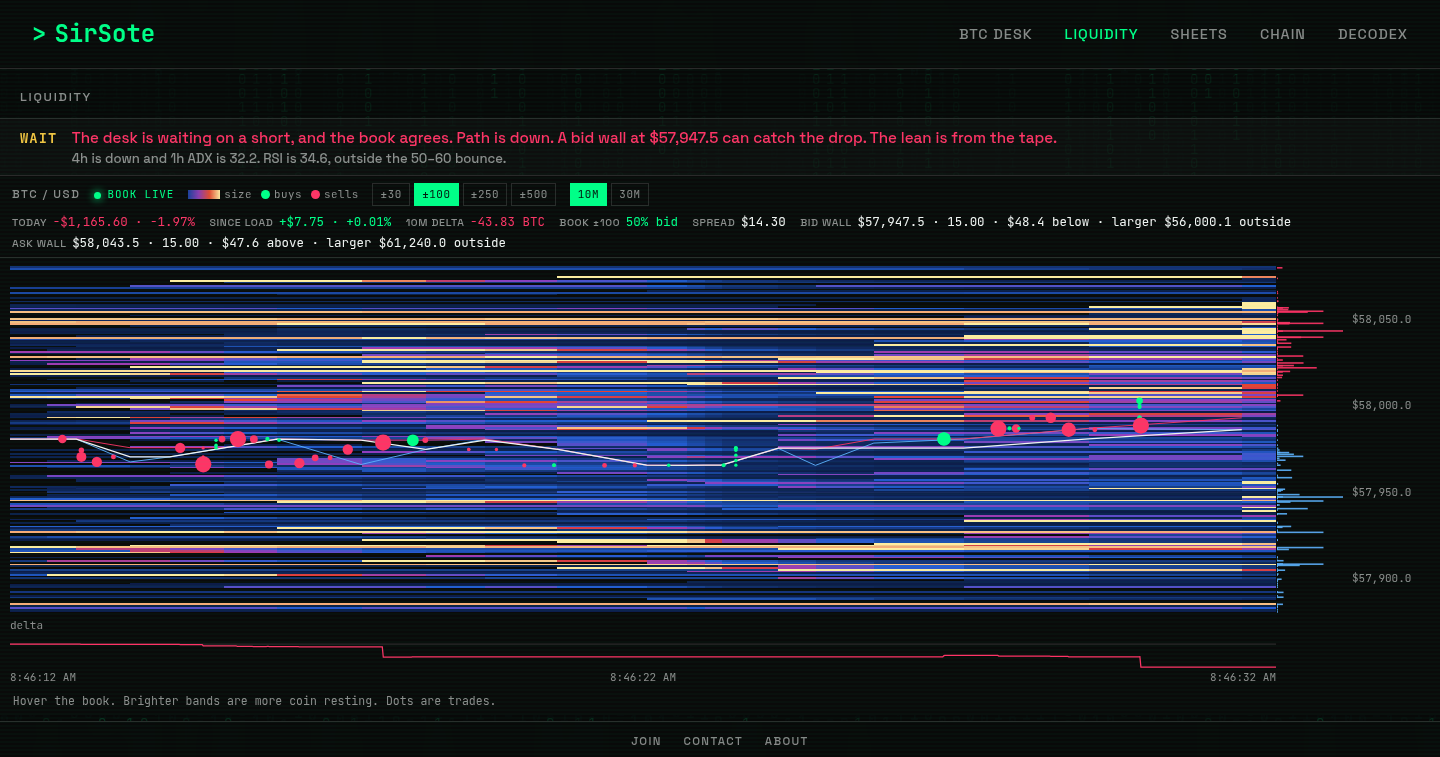 > SirSote
BTC DESK LIQUIDITY SHEETS CHAIN DECODEX
LIQUIDITY
WAIT The desk is waiting on a short, and the book agrees. Path is down. A bid wall at $57,947.5 can catch the drop. The lean is from the tape.
4h is down and 1h ADX is 32.2. RSI is 34.6, outside the 50–60 bounce.
BTC / USD BOOK LIVE size buys sells ±30 ±100 ±250 ±500 10M 30M
TODAY -$1,165.60 · -1.97% SINCE LOAD +$7.75 · +0.01% 10M DELTA -43.83 BTC BOOK ±100 50% bid SPREAD $14.30 BID WALL $57,947.5 · 15.00 · $48.4 below · larger $56,000.1 outside
ASK WALL $58,043.5 · 15.00 · $47.6 above · larger $61,240.0 outside
$58,050.0
$58,000.0
$57,950.0
$57,900.0
delta
8:46:12 AM 8:46:22 AM 8:46:32 AM
Hover the book. Brighter bands are more coin resting. Dots are trades.
JOIN CONTACT ABOUT